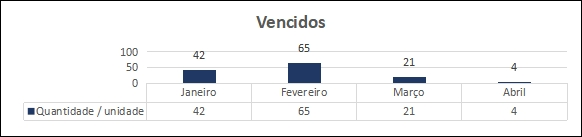 Vencidos
100
50
0
42
65
21
4
Janeiro Fevereiro Março Abril
Quantidade / unidade 42 65 21 4